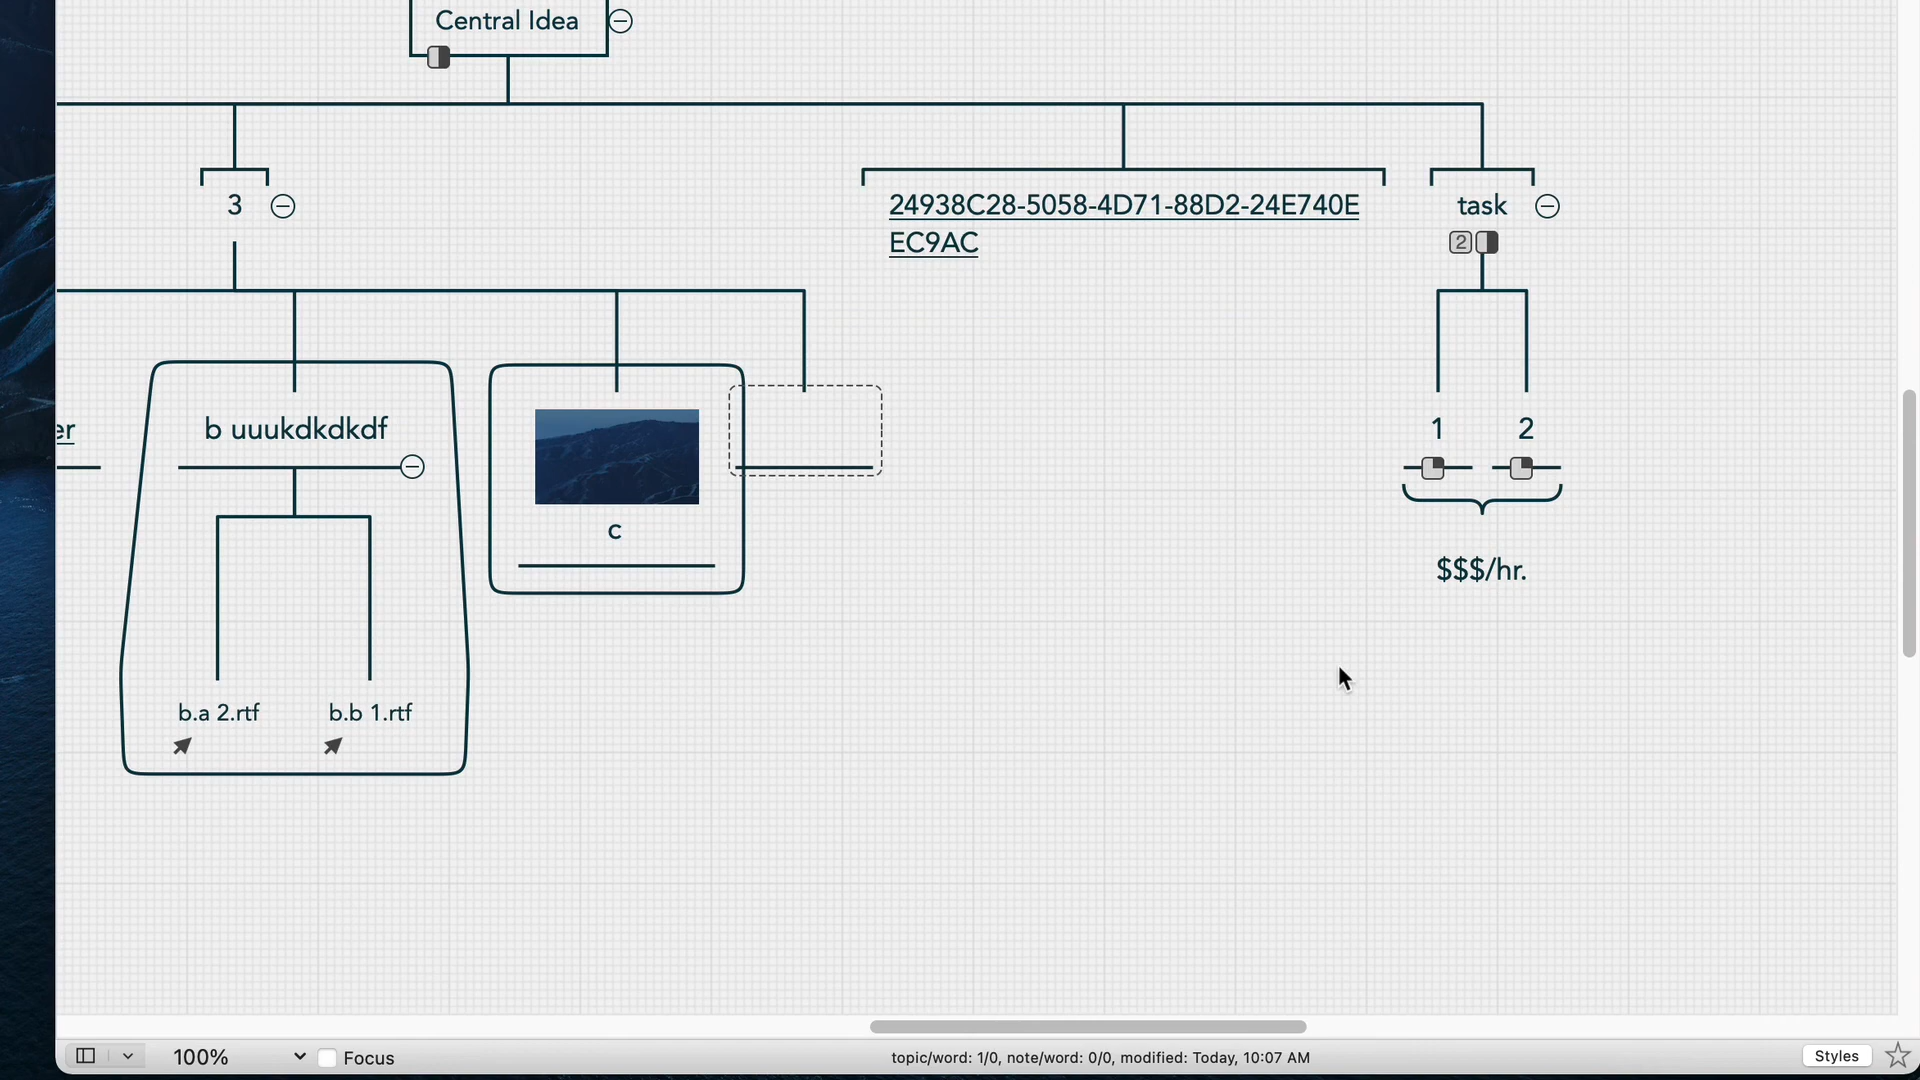 Central Idea
3
24938C28-5058-4D71-88D2-24E740E
EC9AC
task
2
er
b uuukdkdkdf
c
1
2
$$$/hr.
b.a 2.rtf
b.b 1.rtf
100%
Focus
topic/word: 1/0, note/word: 0/0, modified: Today, 10:07 AM
Styles